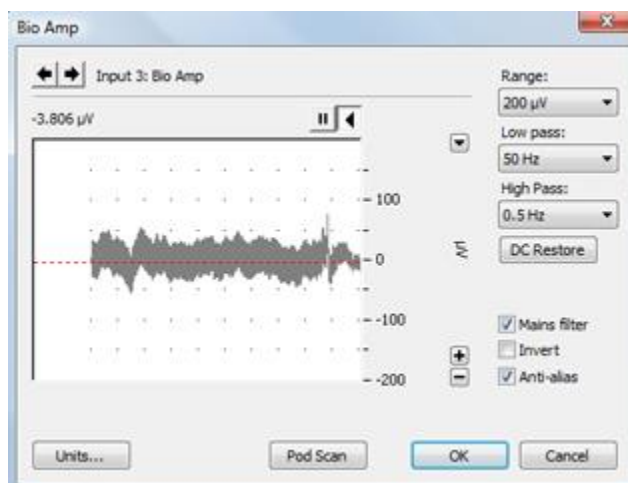 Bio Amp
Input 3: Bio Amp
-3.806 µV
100
0
-100
-200
µV
Range:
200 µV
Low pass:
50 Hz
High Pass:
0.5 Hz
DC Restore
Mains filter
Invert
Anti-alias
Units...
Pod Scan
OK
Cancel